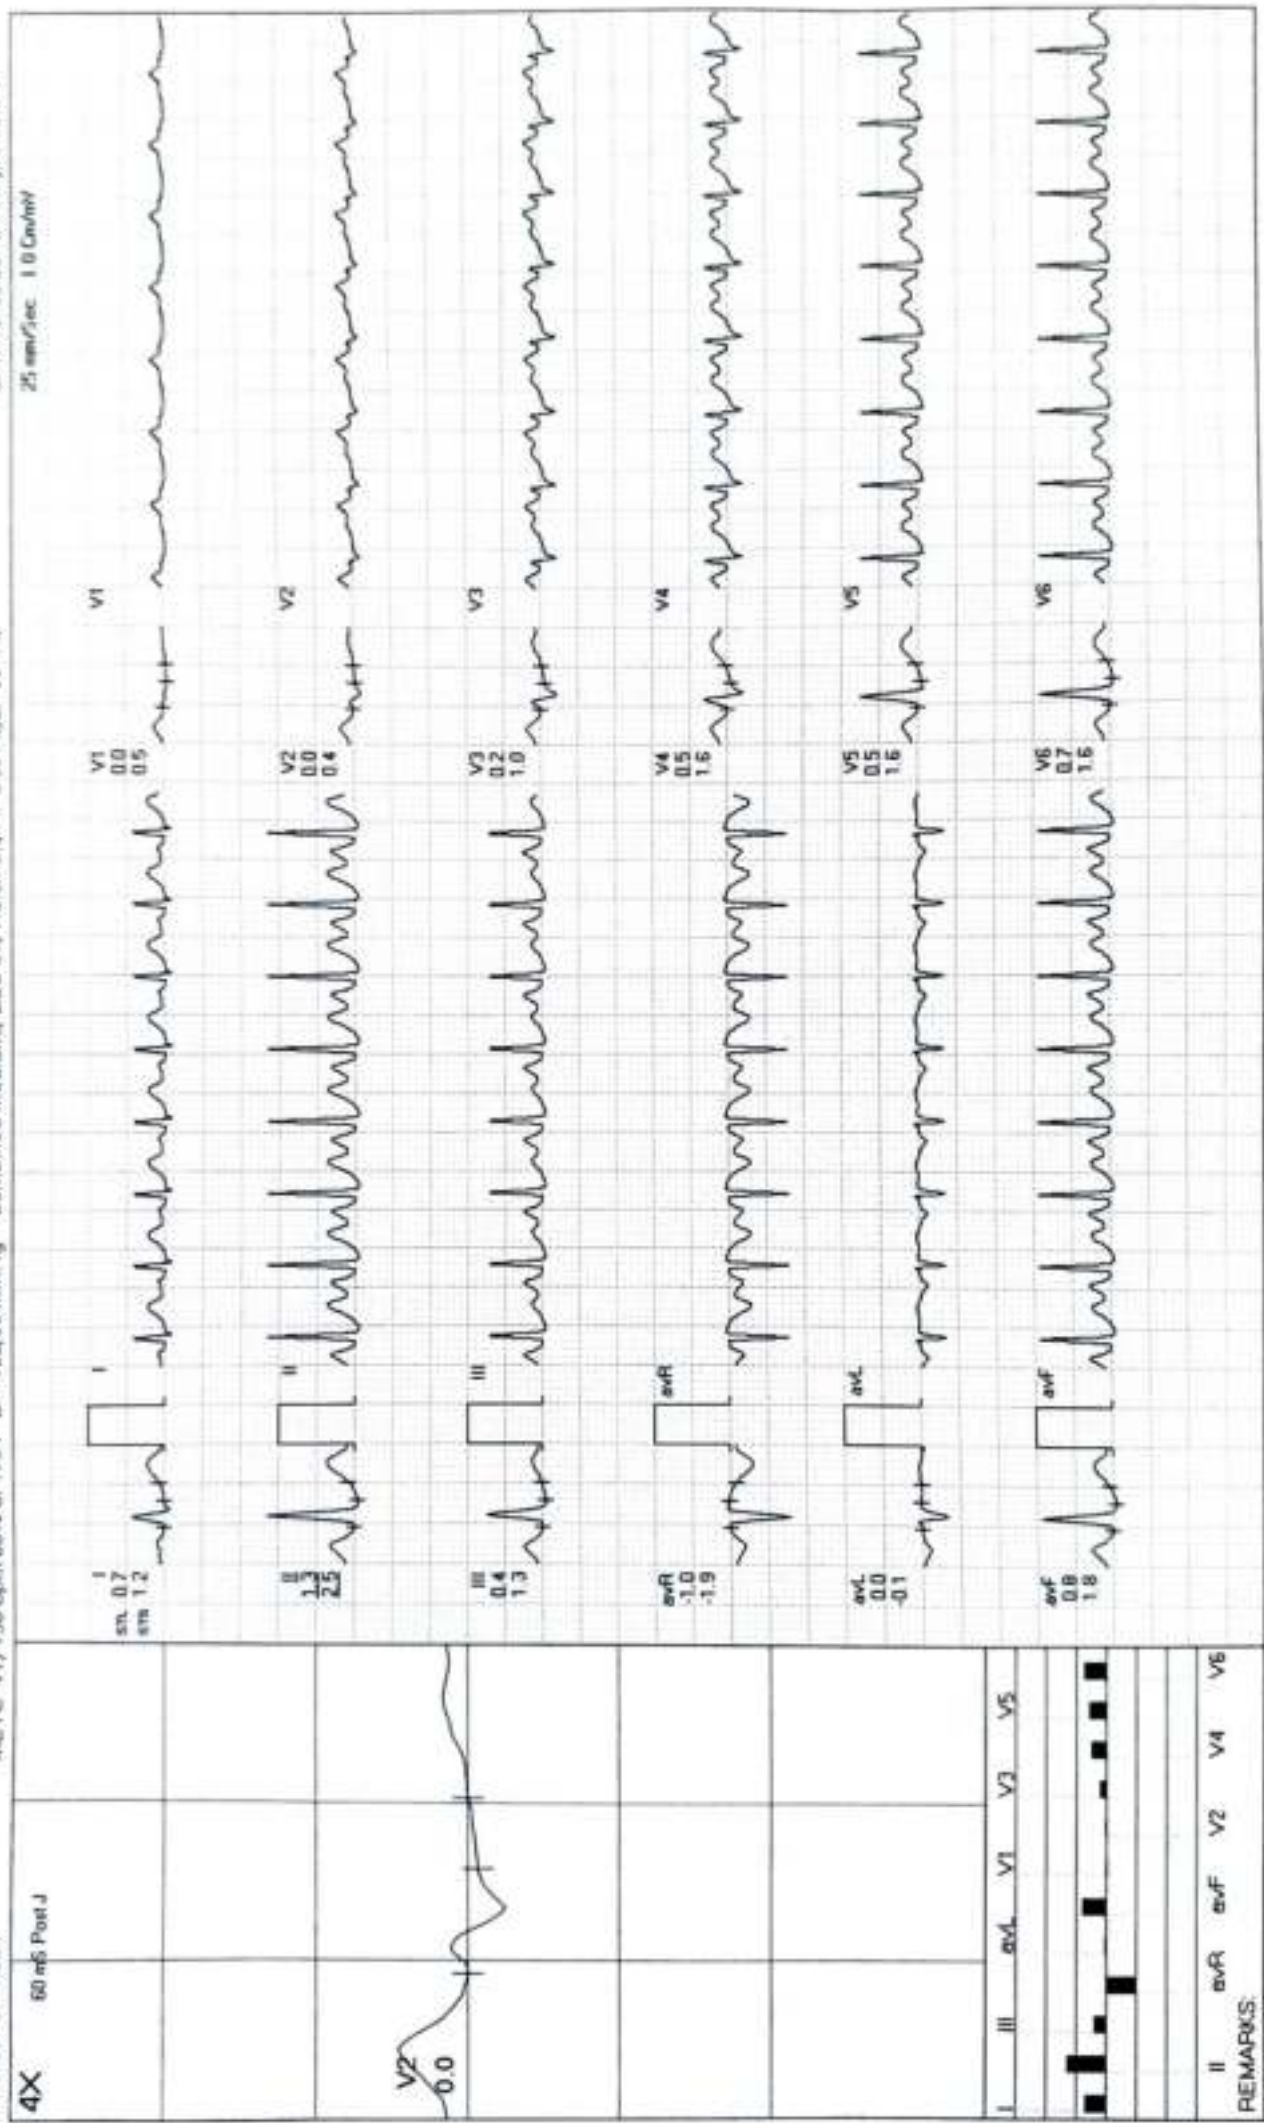 4X
60 mS Post J
25 mm/Sec 1.0 Cm/mV
V2
0.0
I
STL 0.7
STS 1.2
I
V1
0.0
0.5
V1
II
1.3
2.5
II
V2
0.0
0.4
V2
III
0.4
1.3
III
V3
0.2
1.0
V3
avR
-1.0
-1.9
avR
V4
0.5
1.6
V4
avL
0.0
-0.1
avL
V5
0.5
1.6
V5
avF
0.8
1.8
avF
V6
0.7
1.6
V6
I III avL V1 V3 V5
II avR avF V2 V4 V6
REMARKS: